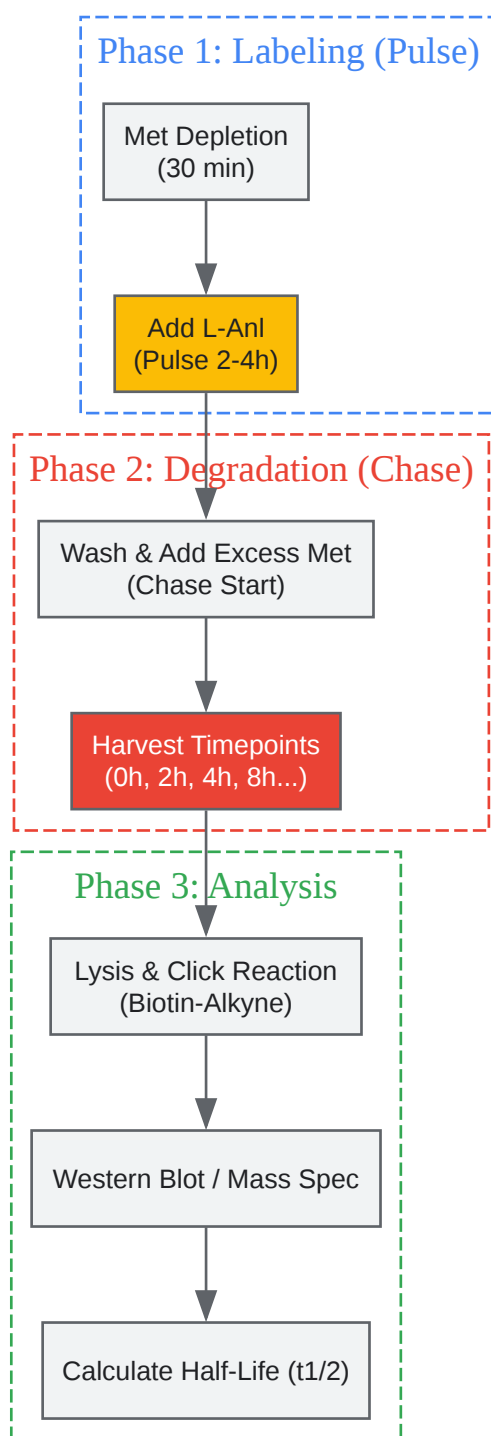 Phase 1: Labeling (Pulse)
Met Depletion
(30 min)
Add L-Anl
(Pulse 2-4h)
Phase 2: Degradation (Chase)
Wash & Add Excess Met
(Chase Start)
Harvest Timepoints
(0h, 2h, 4h, 8h...)
Phase 3: Analysis
Lysis & Click Reaction
(Biotin-Alkyne)
Western Blot / Mass Spec
Calculate Half-Life (t1/2)